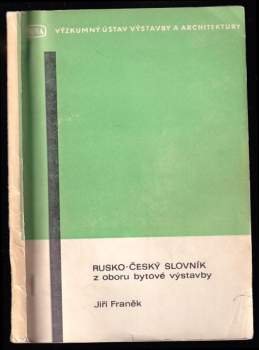 VÝZKUMNÝ ÚSTAV VÝSTAVBY A ARCHITEKTURY
RUSKO-ČESKÝ SLOVNÍK
z oboru bytové výstavby
Jiří Franěk